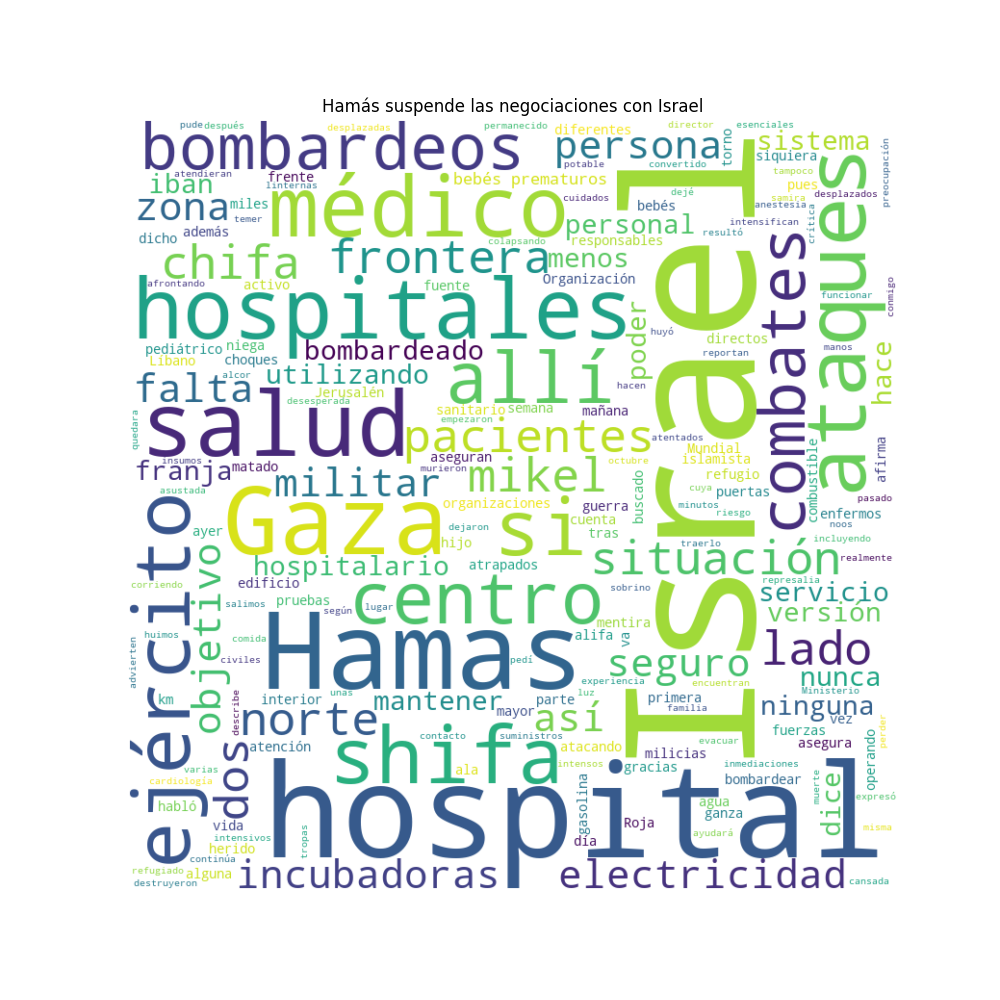 Hamás suspende las negociaciones con Israel
pude después desplazadas permanecido diferentes director esenciales
bombardeos persona torno sistema
atendieran frente linternas bebés prematuros potable convertido siquiera preocupación
iban médico cuidados dejé tampoco pues desplazados
zona miles temer bebés samira anestesia
dicho además colapsando personal responsables resultó intensifican crítica
chifa frontera menos Israel combates ataques
afrontando activo fuente Organización funcionar conmigo
hospitales poder huyó directos
pediátrico niega bombardeado reportan manos hace
Líbano choques allí
falta alcor utilizando hacen
salud Jerusalén desesperada
quedara sanitario semana mañana
empezaron pacientes atentados
aseguran Mundial
franja insumos matado murieron mikel octubre islamista afirma
asustada militar refugio combustible
ejército Gaza organizaciones guerra buscado cuya puertas pasado
si cuenta minutos riesgo enfermos
ayer dejaron tras noos
hijo traerlo incluyendo
objetivo hospitalario atrapados situación realmente
corriendo edificio centro sobrino represalia servicio
salimos pruebas según lugar mentira versión
Hamas
huimos comida alifa va lado
advierten civiles pedí seguro
experiencia encuentran nunca
km describe interior unas mantener luz parte primera familia Ministerio ninguna
norte mayor así vez
contacto suministros fuerzas asegura perder
dos atención shifa atacando evacuar milicias
ala intensos gracias inmediaciones operando
cardiología varias bombardear
habló hospital gasolina agua muerte dice expresó
vida tropas Roja ganza
intensivos día ayudará misma
herido
continúa
refugiado alguna incubadoras electricidad cansada
destruyeron